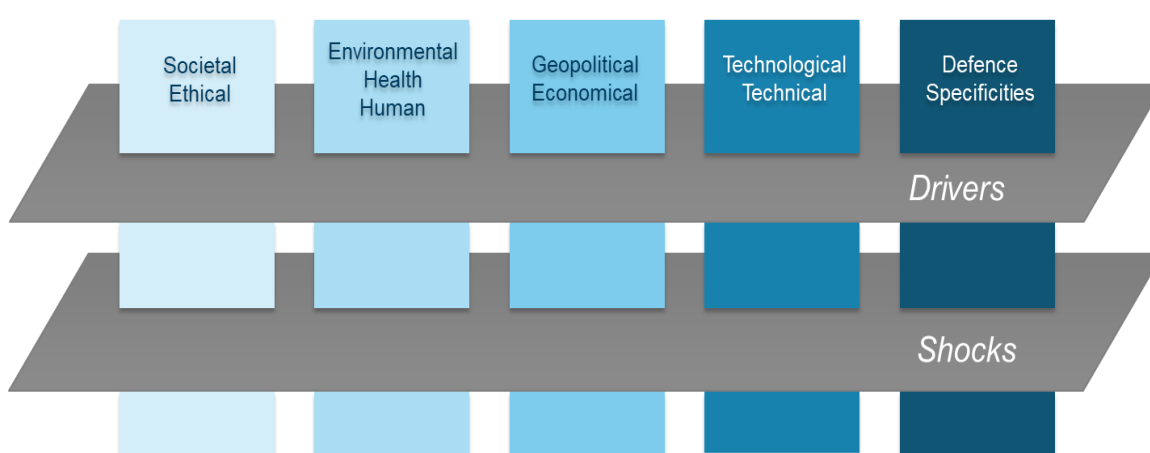 Societal
Ethical
Environmental
Health
Human
Geopolitical
Economical
Technological
Technical
Defence
Specificities
Drivers
Shocks